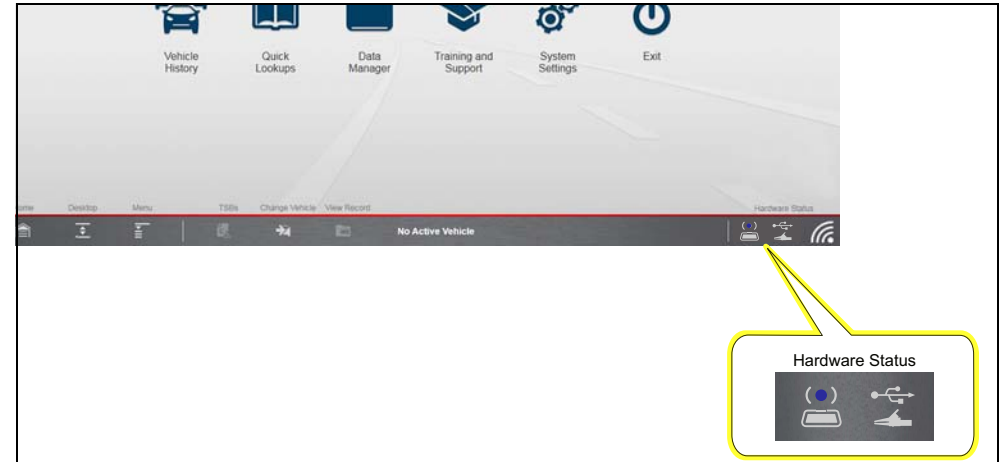 Vehicle
History
Quick
Lookups
Data
Manager
Training and
Support
System
Settings
Exit
ome
Desktop
Menu
TSBs
Change Vehicle
View Record
Hardware Status
No Active Vehicle
Hardware Status